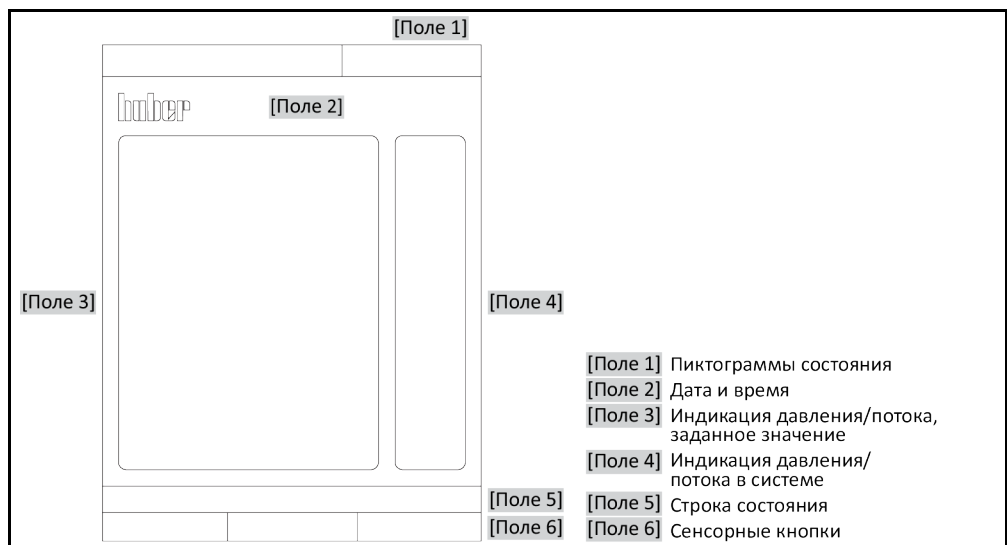 [Поле 1]
huber
[Поле 2]
[Поле 3]
[Поле 4]
[Поле 5]
[Поле 6]
[Поле 1] Пиктограммы состояния
[Поле 2] Дата и время
[Поле 3] Индикация давления/потока,
заданное значение
[Поле 4] Индикация давления/
потока в системе
[Поле 5] Строка состояния
[Поле 6] Сенсорные кнопки